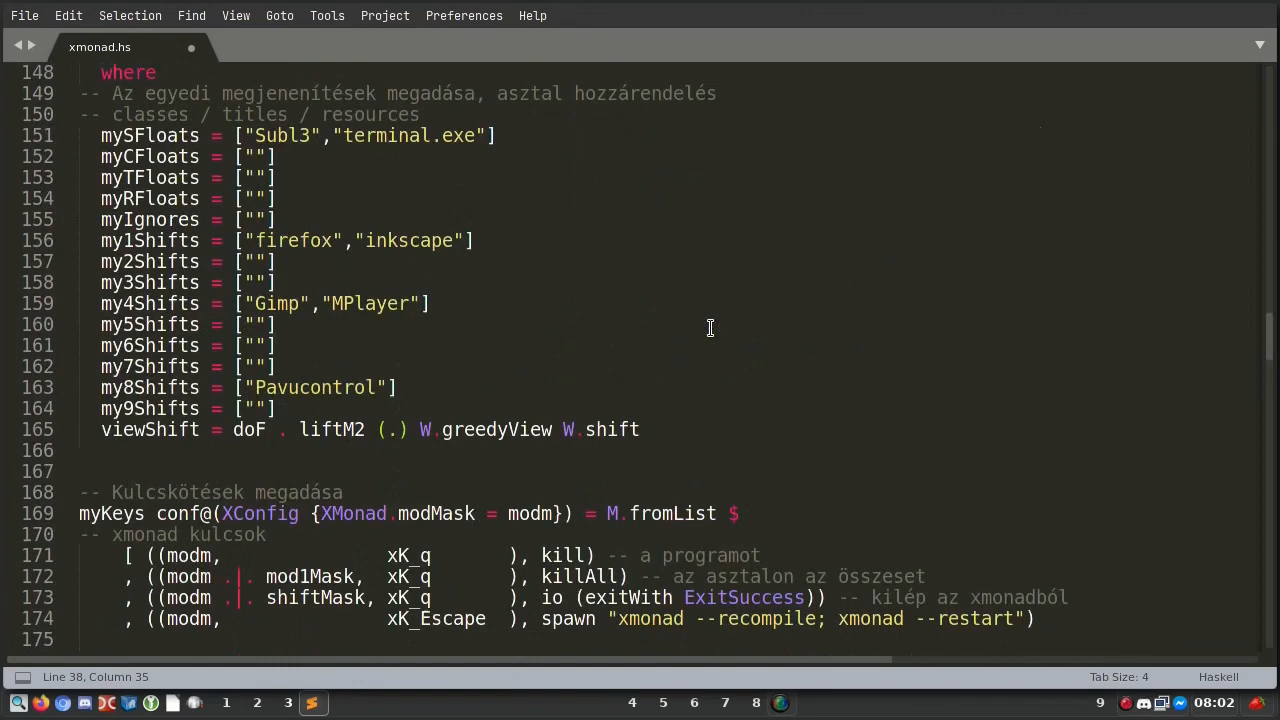 File Edit Selection Find View Goto Tools Project Preferences Help
xmonad.hs
148 where
149 -- Az egyedi megjenenítések megadása, asztal hozzárendelés
150 -- classes / titles / resources
151 mySFloats = ["Subl3","terminal.exe"]
152 myCFloats = [""]
153 myTFloats = [""]
154 myRFloats = [""]
155 myIgnores = [""]
156 my1Shifts = ["firefox","inkscape"]
157 my2Shifts = [""]
158 my3Shifts = [""]
159 my4Shifts = ["Gimp","MPlayer"]
160 my5Shifts = [""]
161 my6Shifts = [""]
162 my7Shifts = [""]
163 my8Shifts = ["Pavucontrol"]
164 my9Shifts = [""]
165 viewShift = doF . liftM2 (.) W.greedyView W.shift
166
167
168 -- Kulcskötések megadása
169 myKeys conf@(XConfig {XMonad.modMask = modm}) = M.fromList $
170 -- xmonad kulcsok
171 [ ((modm, xK_q ), kill) -- a programot
172 , ((modm .|. mod1Mask, xK_q ), killAll) -- az asztalon az összeset
173 , ((modm .|. shiftMask, xK_q ), io (exitWith ExitSuccess)) -- kilép az xmonadból
174 , ((modm, xK_Escape ), spawn "xmonad --recompile; xmonad --restart")
175
Line 38, Column 35 Tab Size: 4 Haskell
1 2 3 4 5 6 7 8 9 08:02